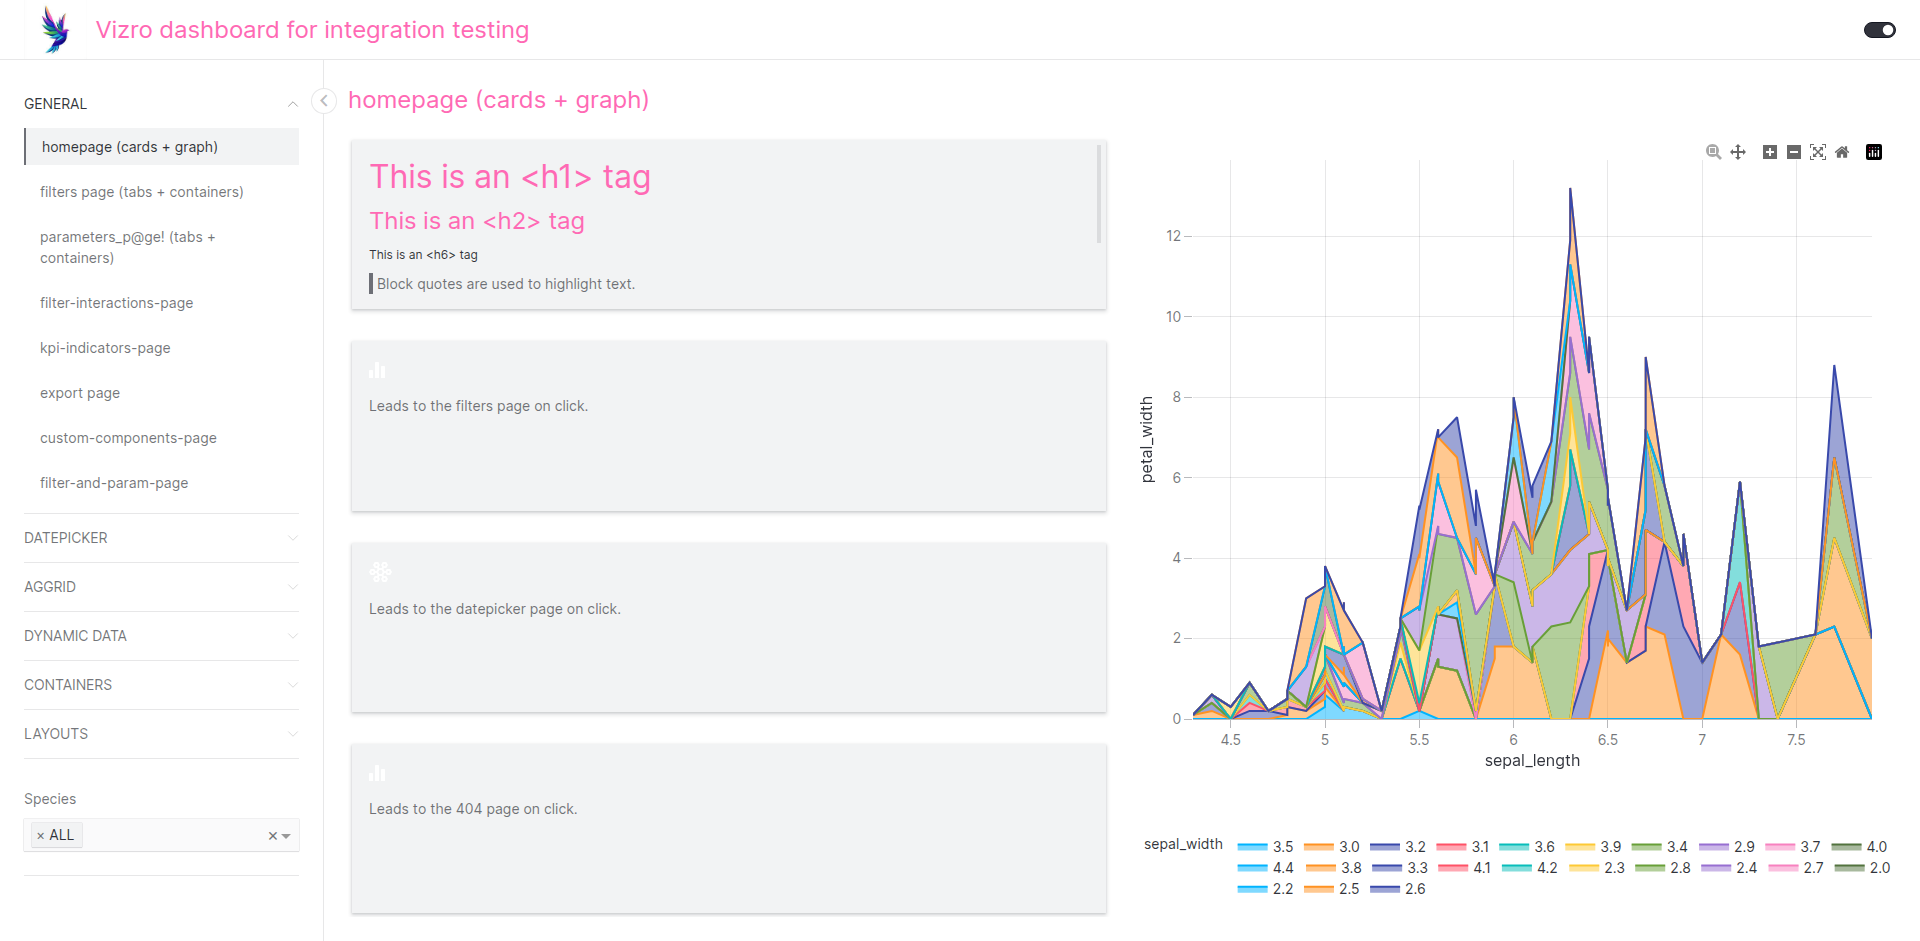 Vizro dashboard for integration testing
GENERAL
homepage (cards + graph)
filters page (tabs + containers)
parameters_p@ge! (tabs +
containers)
filter-interactions-page
kpi-indicators-page
export page
custom-components-page
filter-and-param-page
DATEPICKER
AGGRID
DYNAMIC DATA
CONTAINERS
LAYOUTS
Species
× ALL
homepage (cards + graph)
This is an <h1> tag
This is an <h2> tag
This is an <h6> tag
Block quotes are used to highlight text.
Leads to the filters page on click.
Leads to the datepicker page on click.
Leads to the 404 page on click.
petal_width
12
10
8
6
4
2
0
4.5 5 5.5 6 6.5 7 7.5
sepal_length
sepal_width
3.5 3.0 3.2 3.1 3.6 3.9 3.4 2.9 3.7 4.0
4.4 3.8 3.3 4.1 4.2 2.3 2.8 2.4 2.7 2.0
2.2 2.5 2.6